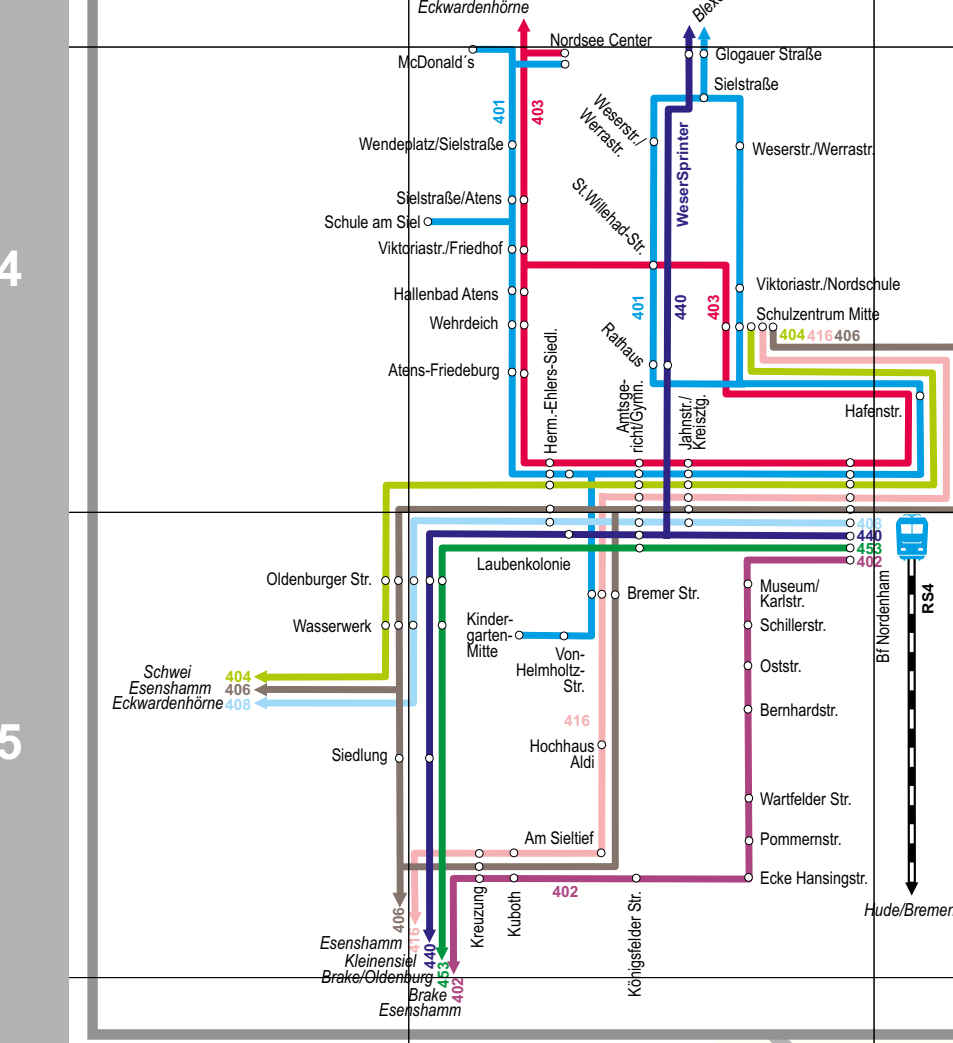 Eckwardenhörne
Nordsee Center
McDonald´s
Glogauer Straße
Sielstraße
401
403
Weserstr./
Werrastr.
WeserSprinter
Wendeplatz/Sielstraße
Weserstr./Werrastr.
Sielstraße/Atens
St.Willehad-Str.
Schule am Siel
Viktoriastr./Friedhof
4
Hallenbad Atens
Viktoriastr./Nordschule
401
440
403
Wehrdeich
Schulzentrum Mitte
404 416 406
Rathaus
Atens-Friedeburg
Herm.-Ehlers-Siedl.
Amtsge-
richt/Gymn.
Jahnstr./
Kreisztg.
Hafenstr.
408
440
453
402
Laubenkolonie
Oldenburger Str.
Bremer Str.
Museum/
Karlstr.
RS4
Bf Nordenham
Wasserwerk
Kinder-
garten-
Mitte
Schillerstr.
Von-
Helmholtz-
Str.
Oststr.
Schwei
404
Esenshamm
406
Eckwardenhörne
408
Bernhardstr.
416
5
Siedlung
Hochhaus
Aldi
Wartfelder Str.
Am Sieltief
Pommernstr.
Ecke Hansingstr.
402
Kreuzung
Kuboth
Königsfelder Str.
Hude/Bremen
406
416
440
453
402
Esenshamm
Kleinensiel
Brake/Oldenburg
Brake
Esenshamm